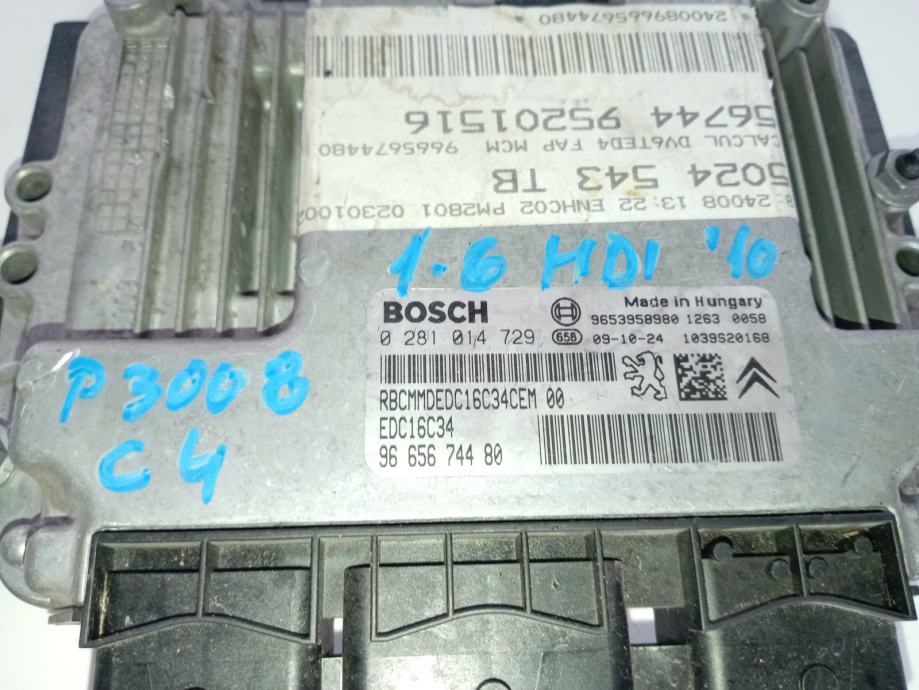 240089665674480
56744 95201516
CALCUL DV6TED4 FAP MCM 9665674480
5024 543 TB
: 24008 13:22 ENHC02 PM2801 02301002
1.6 HDI '10
BOSCH
Made in Hungary
9653958980 1263 0058
0 281 014 729 658 09-10-24 1039S20168
RBCMMDEDC16C34CEM 00
EDC16C34
96 656 744 80
P 3008
C4